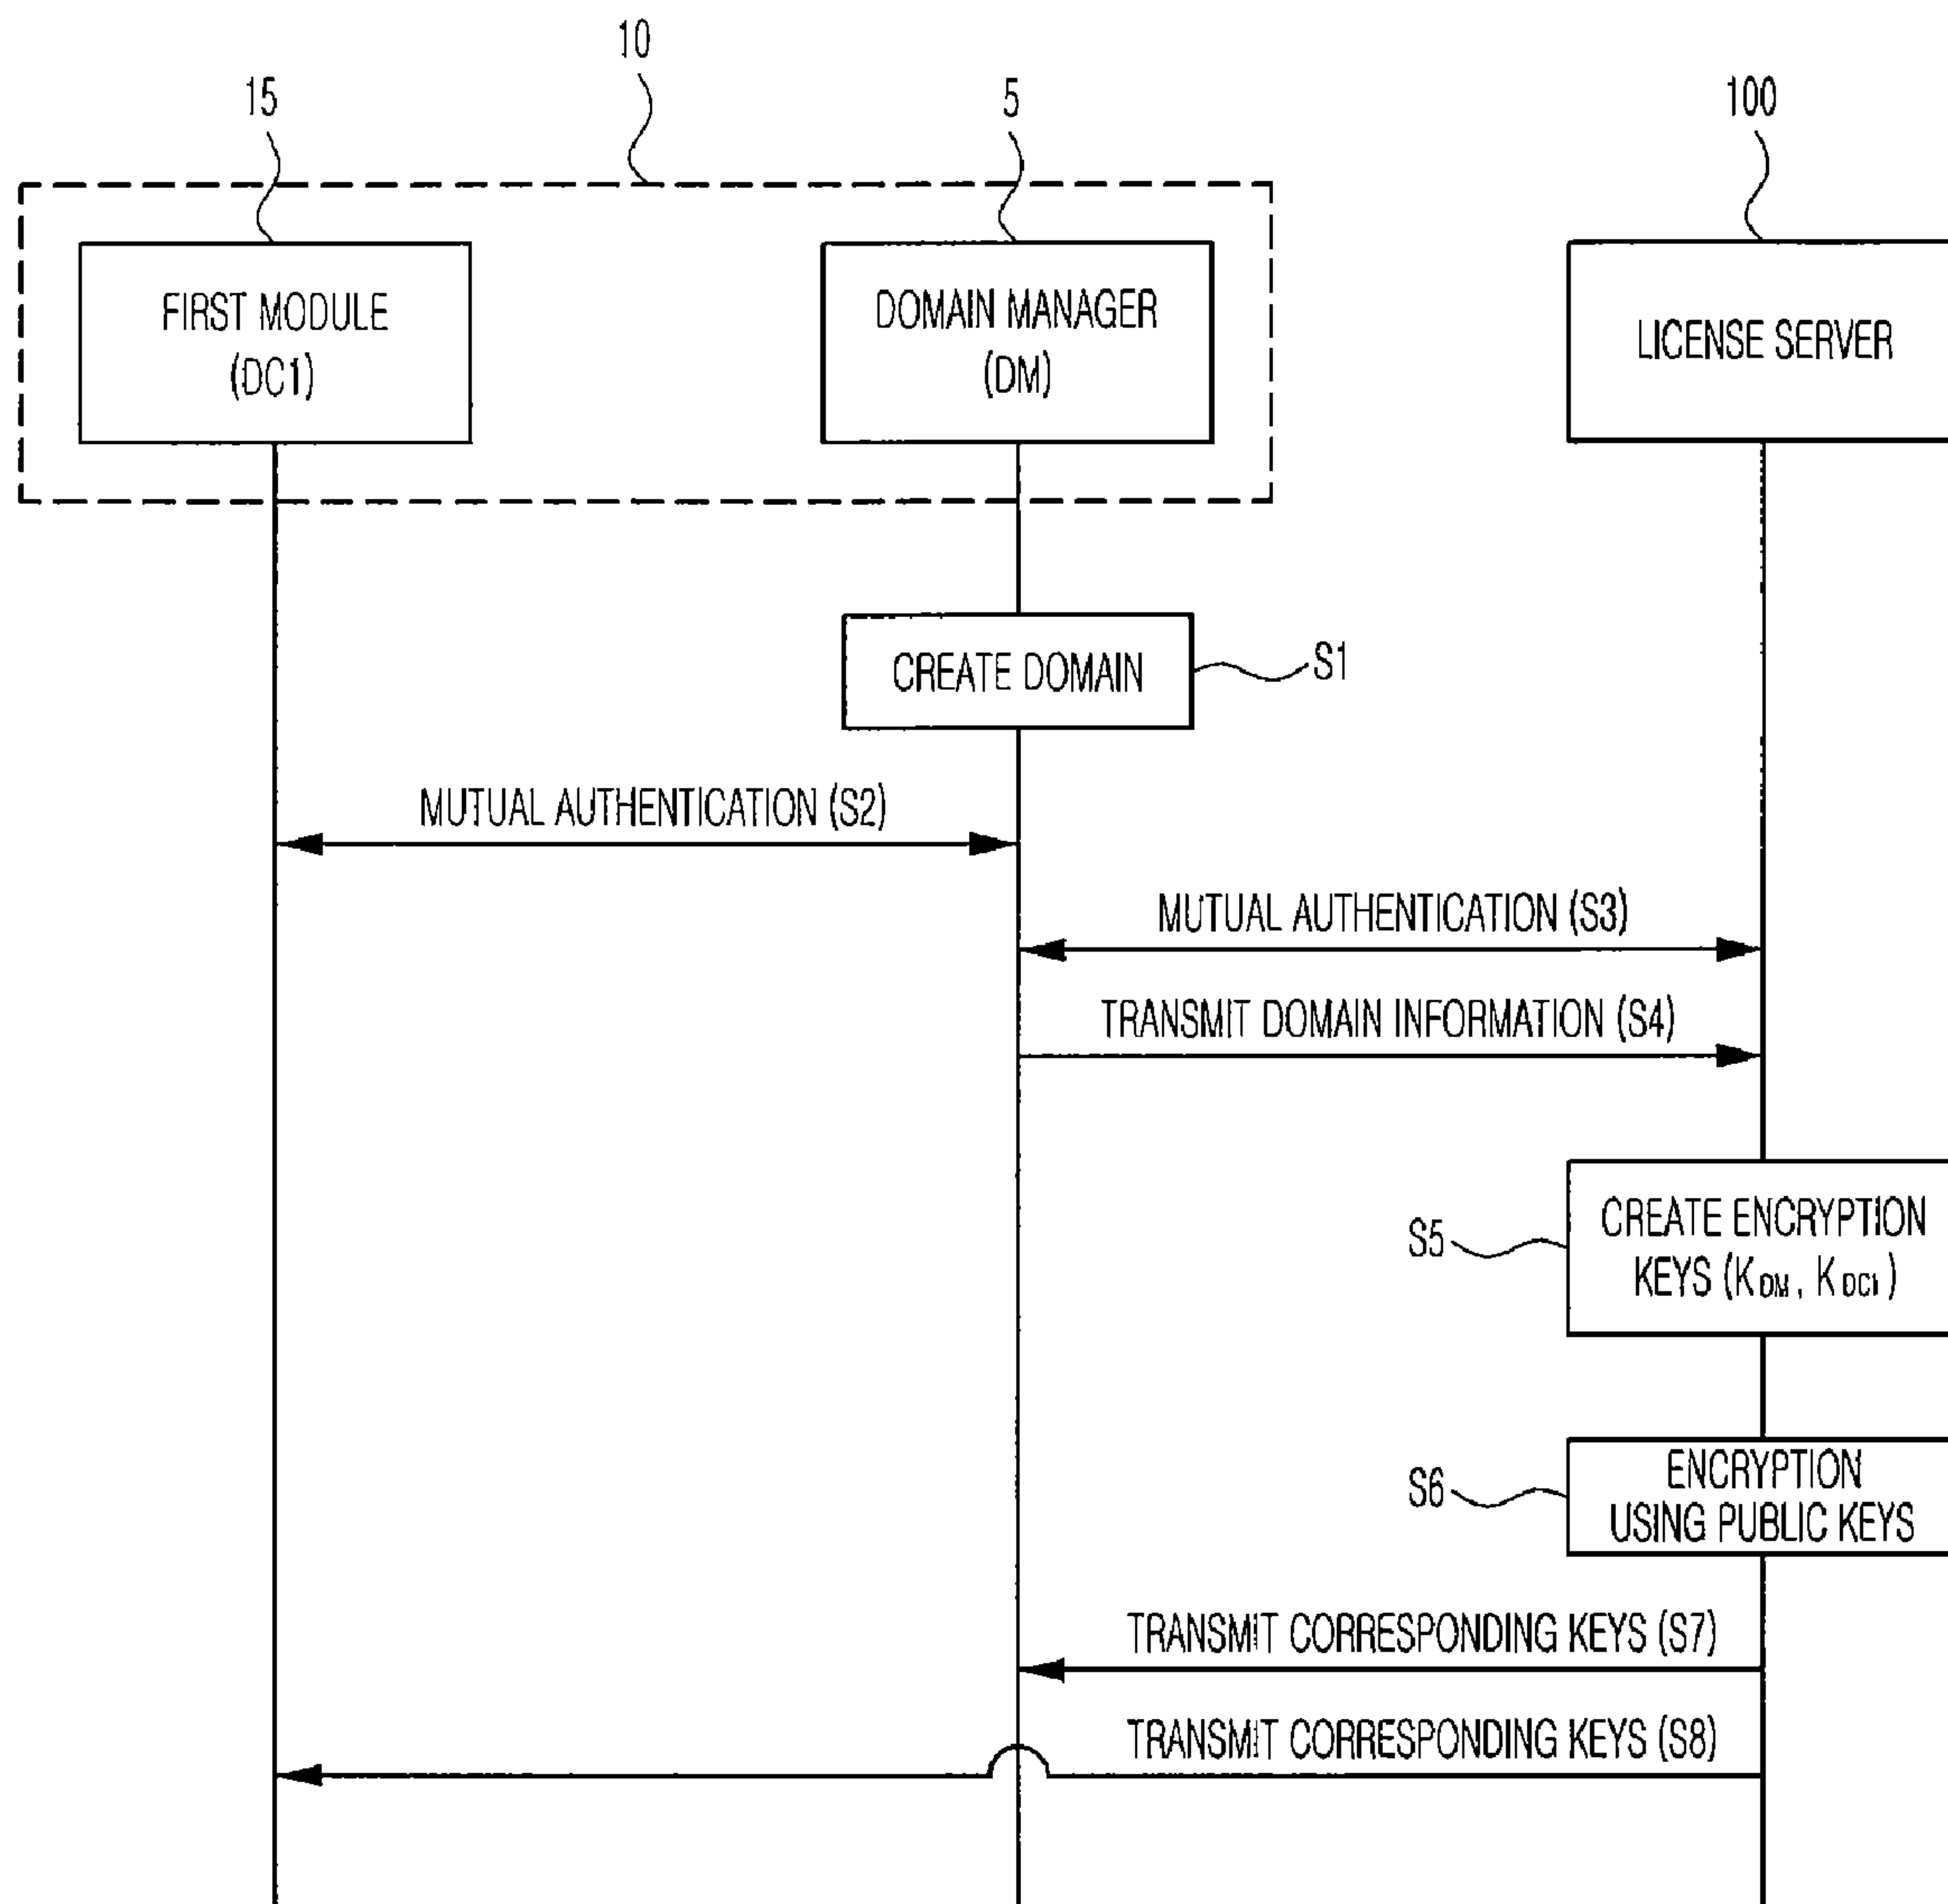 10
15
5
100
FIRST MODULE
(DC1)
DOMAIN MANAGER
(DM)
LICENSE SERVER
CREATE DOMAIN
S1
MUTUAL AUTHENTICATION (S2)
MUTUAL AUTHENTICATION (S3)
TRANSMIT DOMAIN INFORMATION (S4)
S5
CREATE ENCRYPTION
KEYS (KDM, KDC1)
S6
ENCRYPTION
USING PUBLIC KEYS
TRANSMIT CORRESPONDING KEYS (S7)
TRANSMIT CORRESPONDING KEYS (S8)